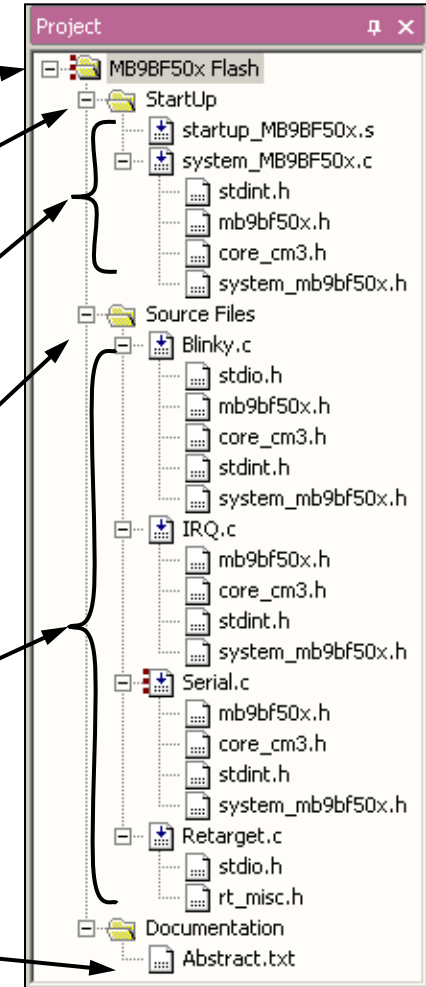 Project
MB9BF50x Flash
StartUp
startup_MB9BF50x.s
system_MB9BF50x.c
stdint.h
mb9bf50x.h
core_cm3.h
system_mb9bf50x.h
Source Files
Blinky.c
stdio.h
mb9bf50x.h
core_cm3.h
stdint.h
system_mb9bf50x.h
IRQ.c
mb9bf50x.h
core_cm3.h
stdint.h
system_mb9bf50x.h
Serial.c
mb9bf50x.h
core_cm3.h
stdint.h
system_mb9bf50x.h
Retarget.c
stdio.h
rt_misc.h
Documentation
Abstract.txt